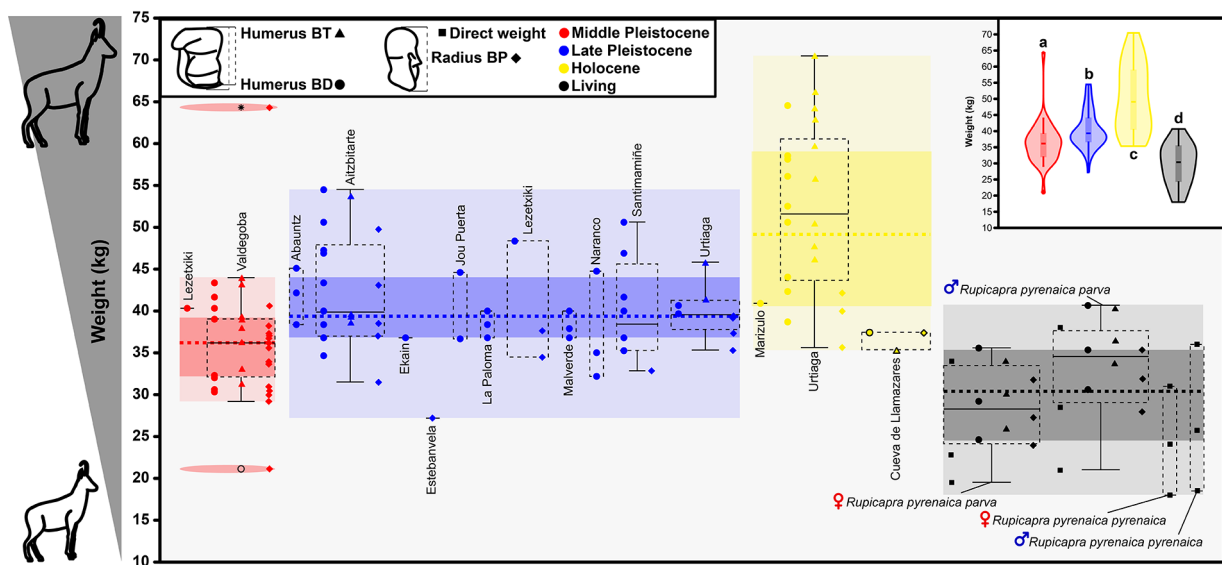 Weight (kg)
75
70
65
60
55
50
45
40
35
30
25
20
15
10
Humerus BT
Humerus BD
Direct weight
Radius BP
Middle Pleistocene
Late Pleistocene
Holocene
Living
Lezetxiki
Valdegoba
Abauntz
Aitzbitarte
Ekain
Estebanvela
Jou Puerta
La Paloma
Lezetxiki
Malverde
Naranco
Santimamiñe
Urtiaga
Marizulo
Urtiaga
Cueva de Llamazares
♀ Rupicapra pyrenaica parva
♂ Rupicapra pyrenaica parva
♀ Rupicapra pyrenaica pyrenaica
♂ Rupicapra pyrenaica pyrenaica
Weight (kg)
70
65
60
55
50
45
40
35
30
25
20
15
10
a
b
c
d